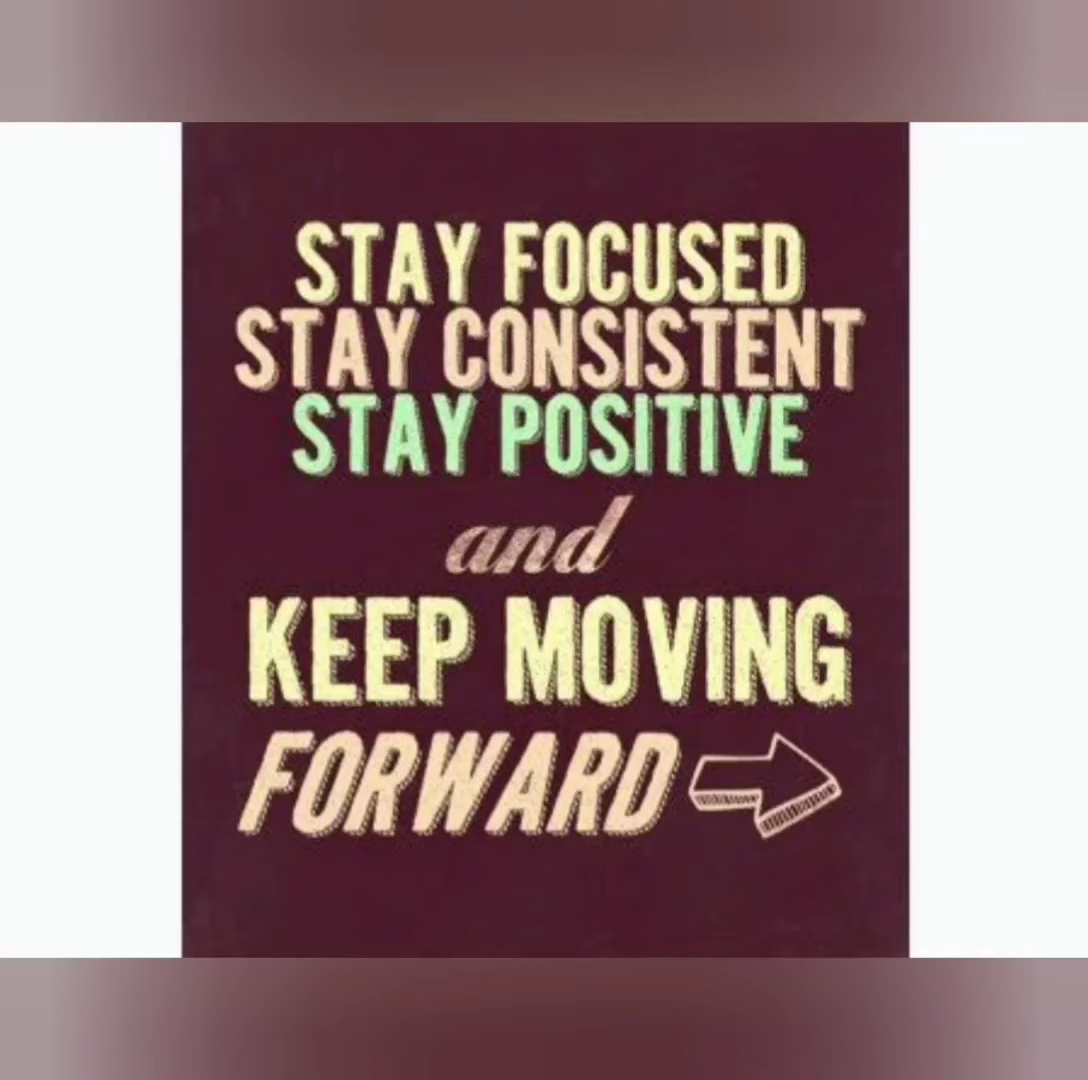 STAY FOCUSED
STAY CONSISTENT
STAY POSITIVE
and
KEEP MOVING
FORWARD